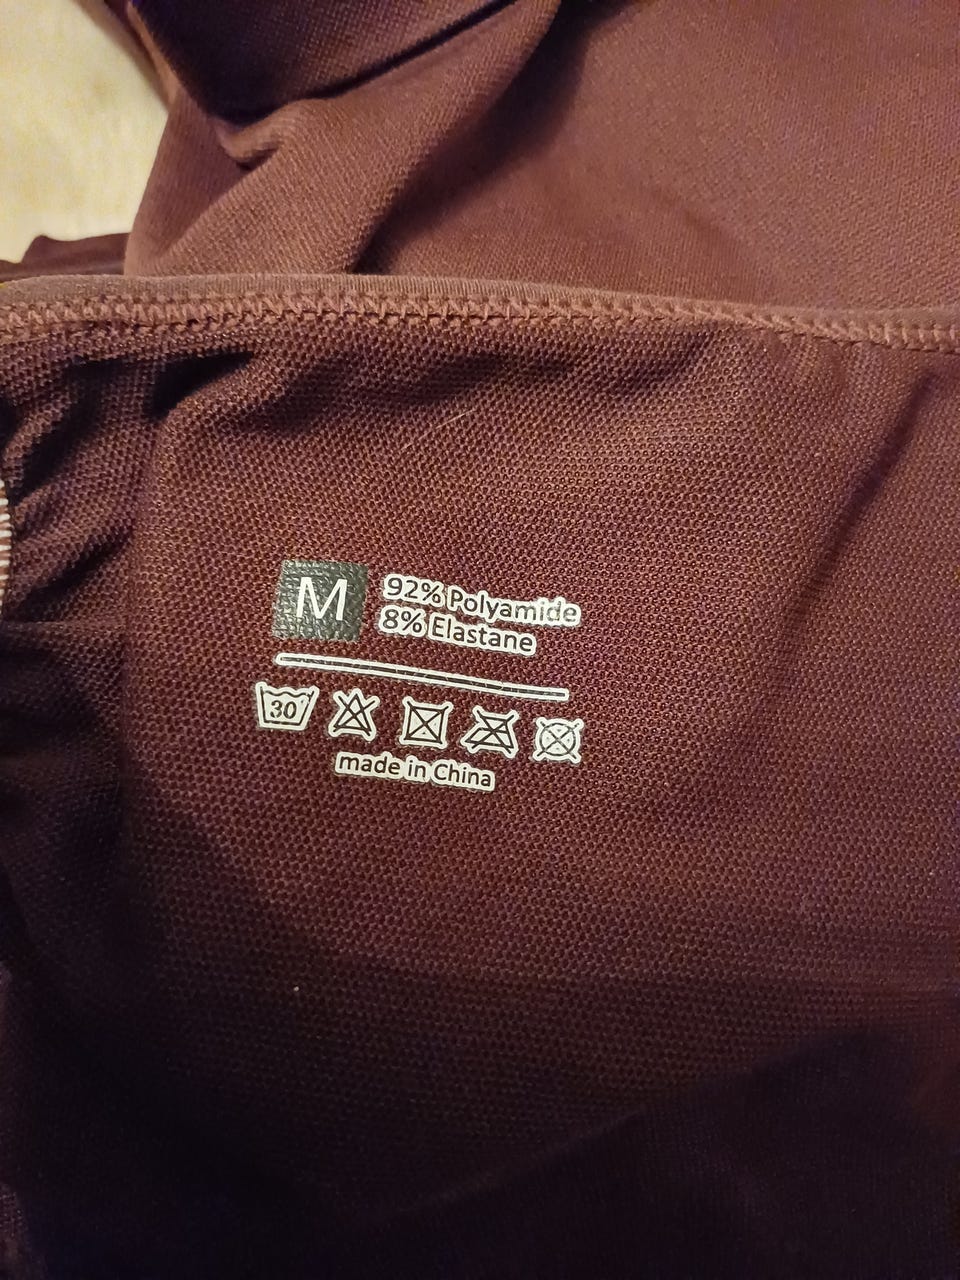 M
92% Polyamide
8% Elastane
30
made in China